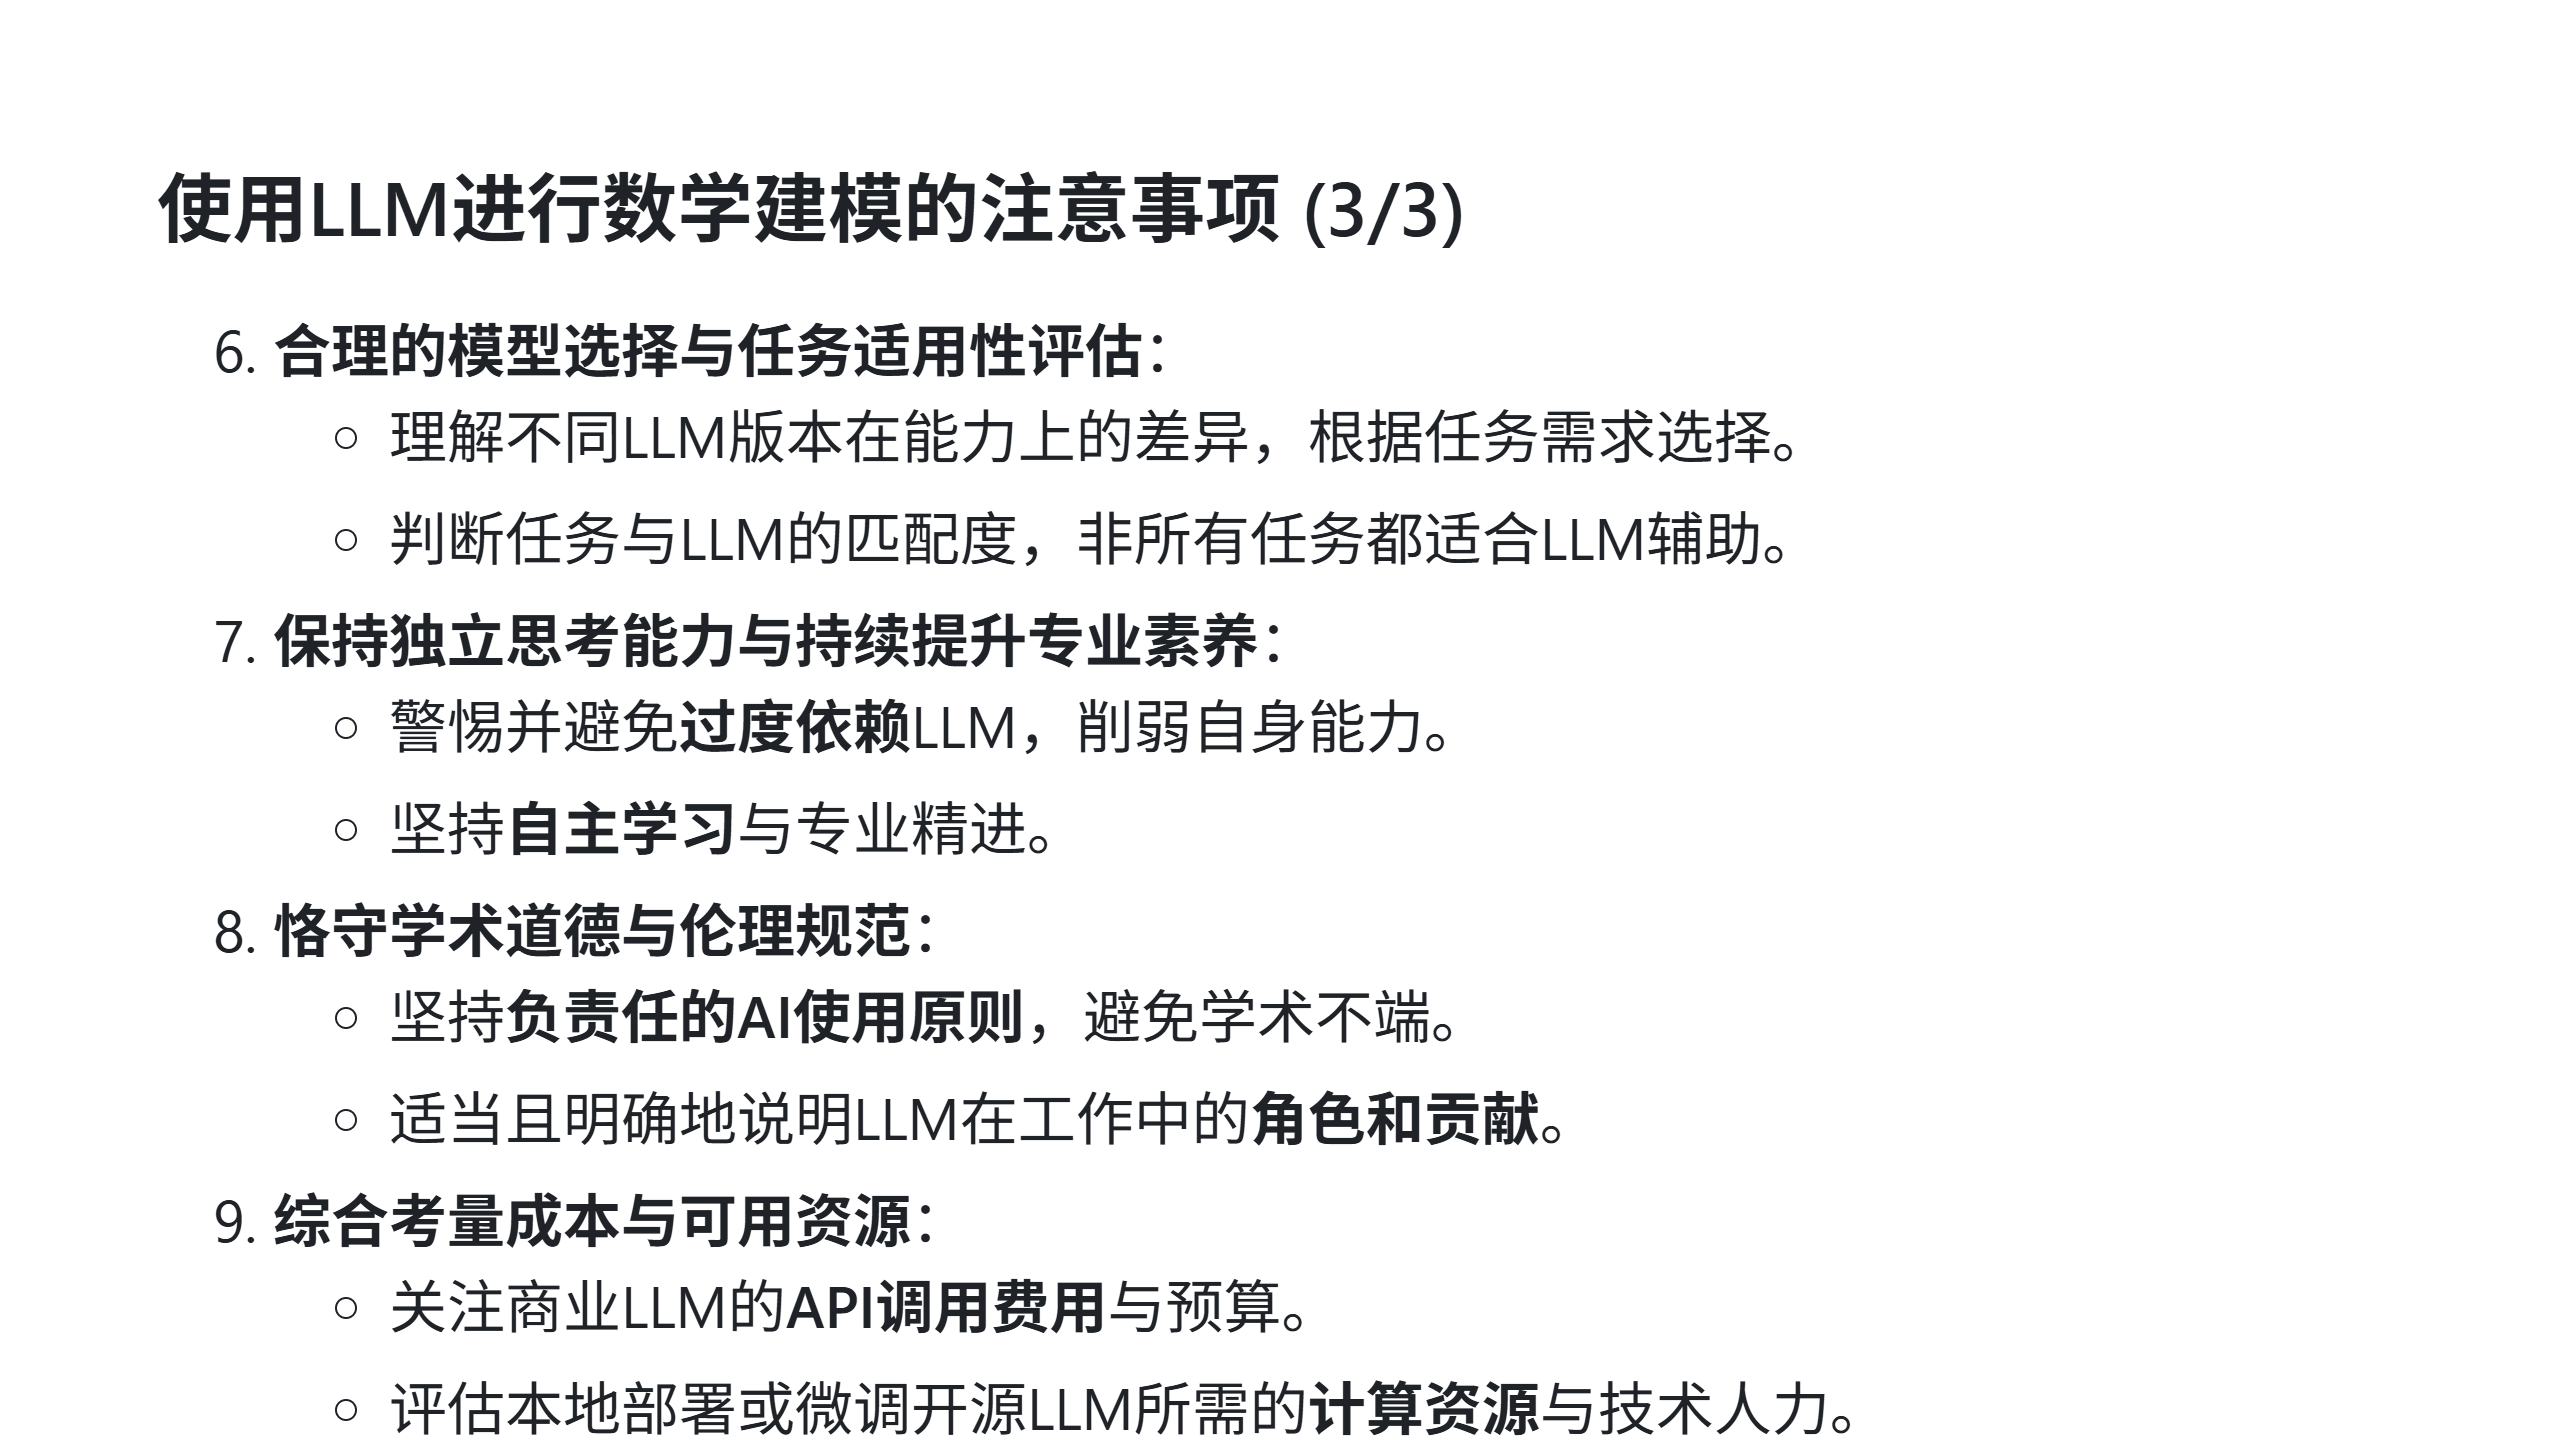 使用LLM进行数学建模的注意事项 (3/3)
6. 合理的模型选择与任务适用性评估：
○ 理解不同LLM版本在能力上的差异，根据任务需求选择。
○ 判断任务与LLM的匹配度，非所有任务都适合LLM辅助。
7. 保持独立思考能力与持续提升专业素养：
○ 警惕并避免过度依赖LLM，削弱自身能力。
○ 坚持自主学习与专业精进。
8. 恪守学术道德与伦理规范：
○ 坚持负责任的AI使用原则，避免学术不端。
○ 适当且明确地说明LLM在工作中的角色和贡献。
9. 综合考量成本与可用资源：
○ 关注商业LLM的API调用费用与预算。
○ 评估本地部署或微调开源LLM所需的计算资源与技术人力。